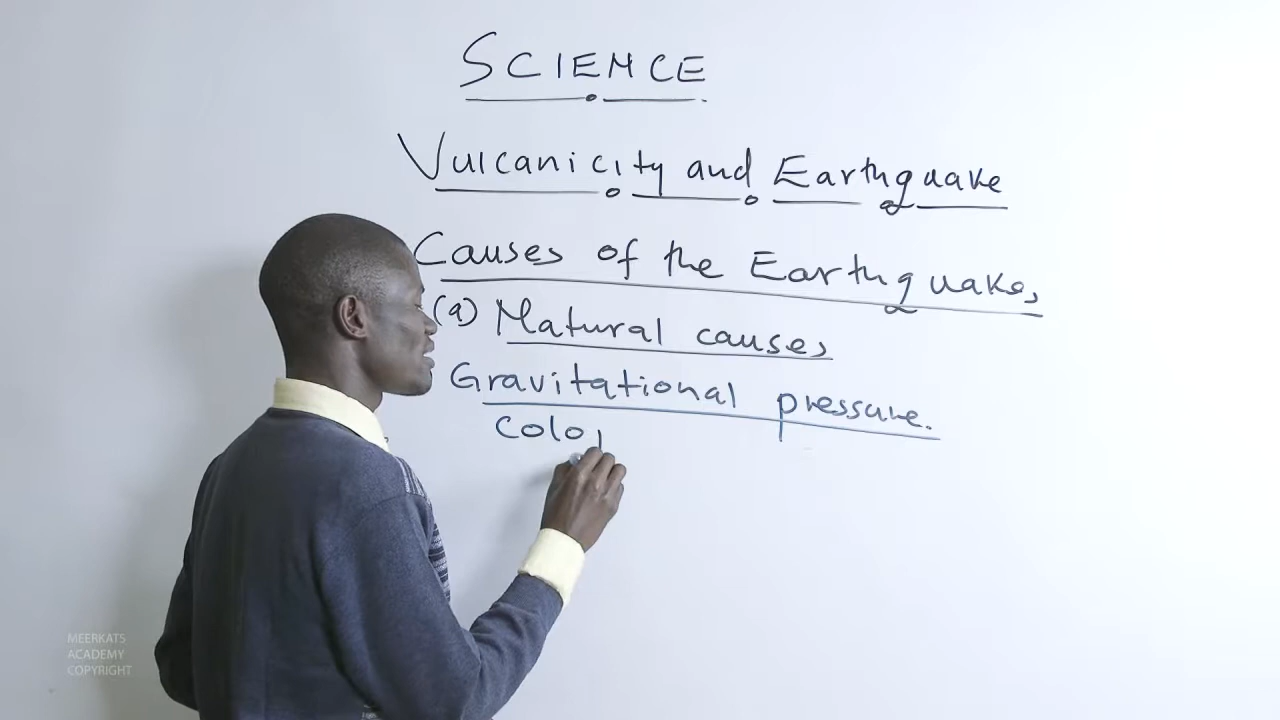 SCIENCE
Vulcanicity and Earthquake
Causes of the Earthquake,
(a) Natural causes
Gravitational pressure.
Colo
MEERKATS
ACADEMY
COPYRIGHT